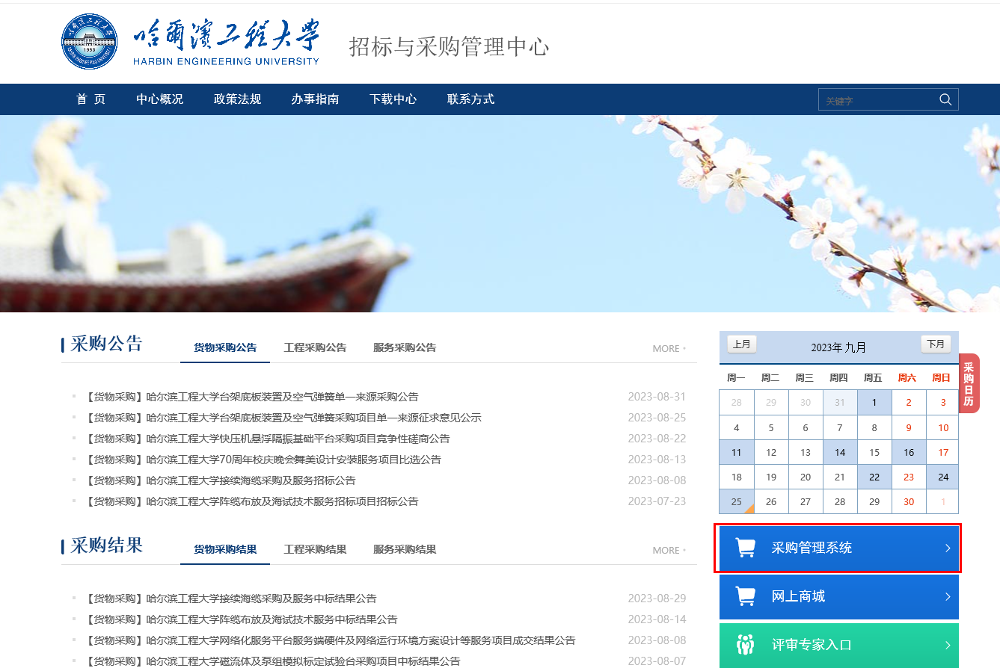 哈爾濱工程大学
HARBIN ENGINEERING UNIVERSITY
1953
招标与采购管理中心
首 页 中心概况 政策法规 办事指南 下载中心 联系方式
关键字
采购公告 货物采购公告 工程采购公告 服务采购公告 MORE
【货物采购】哈尔滨工程大学台架底板装置及空气弹簧单一来源采购公告 2023-08-31
【货物采购】哈尔滨工程大学台架底板装置及空气弹簧采购项目单一来源征求意见公示 2023-08-25
【货物采购】哈尔滨工程大学快压机悬浮隔振基础平台采购项目竞争性磋商公告 2023-08-22
【货物采购】哈尔滨工程大学70周年校庆晚会舞美设计安装服务项目比选公告 2023-08-13
【货物采购】哈尔滨工程大学接续海缆采购及服务招标公告 2023-08-08
【货物采购】哈尔滨工程大学阵缆布放及海试技术服务招标项目招标公告 2023-07-23
采购结果 货物采购结果 工程采购结果 服务采购结果 MORE
【货物采购】哈尔滨工程大学接续海缆采购及服务中标结果公告 2023-08-29
【货物采购】哈尔滨工程大学阵缆布放及海试技术服务中标结果公告 2023-08-14
【货物采购】哈尔滨工程大学网络化服务平台服务端硬件及网络运行环境方案设计等服务项目成交结果公告 2023-08-08
【货物采购】哈尔滨工程大学磁流体及泵组模拟标定试验台采购项目中标结果公告 2023-08-07
上月 2023年 九月 下月
周一 周二 周三 周四 周五 周六 周日
28 29 30 31 1 2 3
4 5 6 7 8 9 10
11 12 13 14 15 16 17
18 19 20 21 22 23 24
25 26 27 28 29 30 1
采购日历
采购管理系统
网上商城
评审专家入口